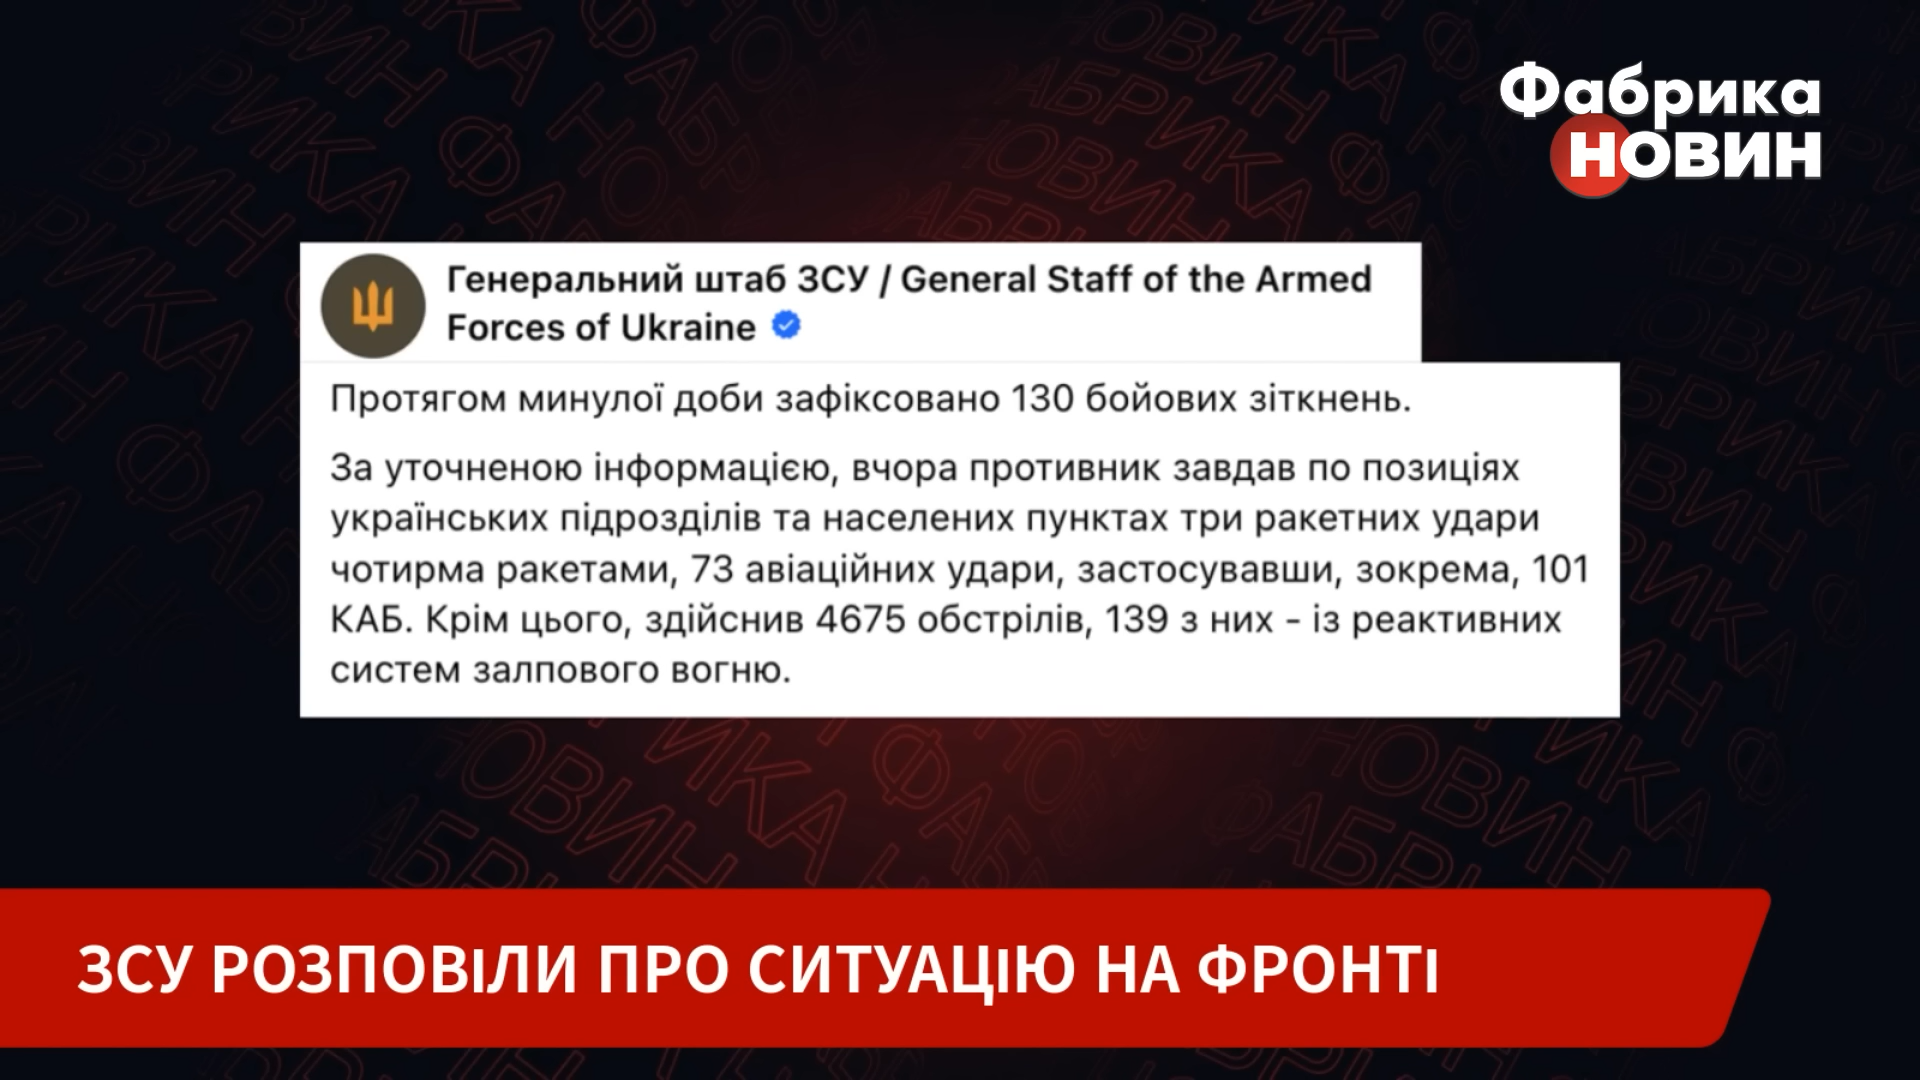 Фабрика
новин
Генеральний штаб ЗСУ / General Staff of the Armed
Forces of Ukraine
Протягом минулої доби зафіксовано 130 бойових зіткнень.
За уточненою інформацією, вчора противник завдав по позиціях
українських підрозділів та населених пунктах три ракетних удари
чотирма ракетами, 73 авіаційних удари, застосувавши, зокрема, 101
КАБ. Крім цього, здійснив 4675 обстрілів, 139 з них - із реактивних
систем залпового вогню.
ЗСУ РОЗПОВІЛИ ПРО СИТУАЦІЮ НА ФРОНТІ